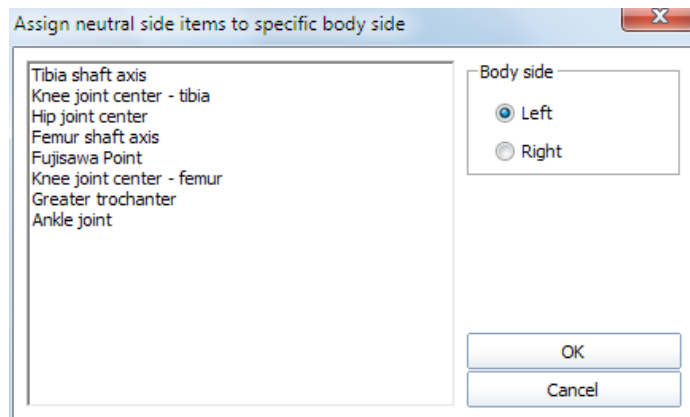 Assign neutral side items to specific body side
Tibia shaft axis
Knee joint center - tibia
Hip joint center
Femur shaft axis
Fujisawa Point
Knee joint center - femur
Greater trochanter
Ankle joint
Body side
Left
Right
OK
Cancel